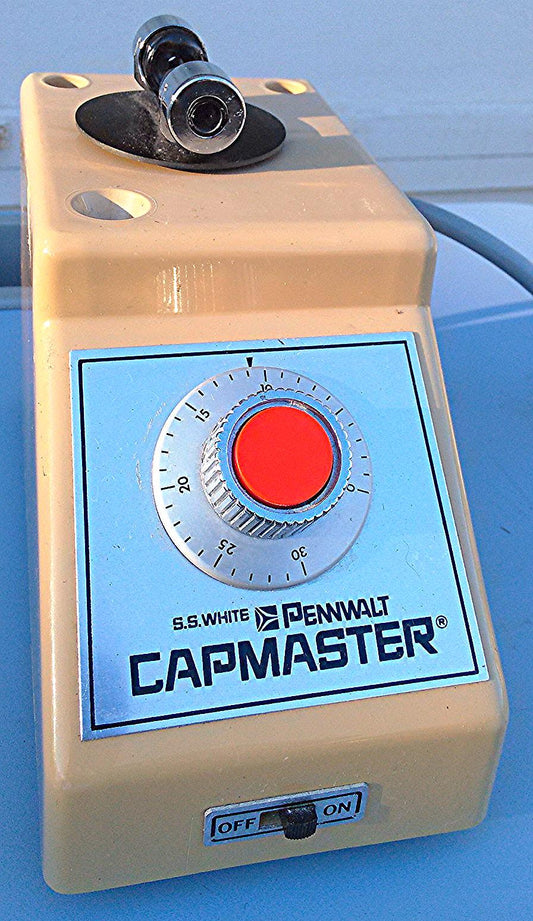 10
15
20
25
30
0
S.S.WHITE PENNWALT
CAPMASTER®
OFF ON